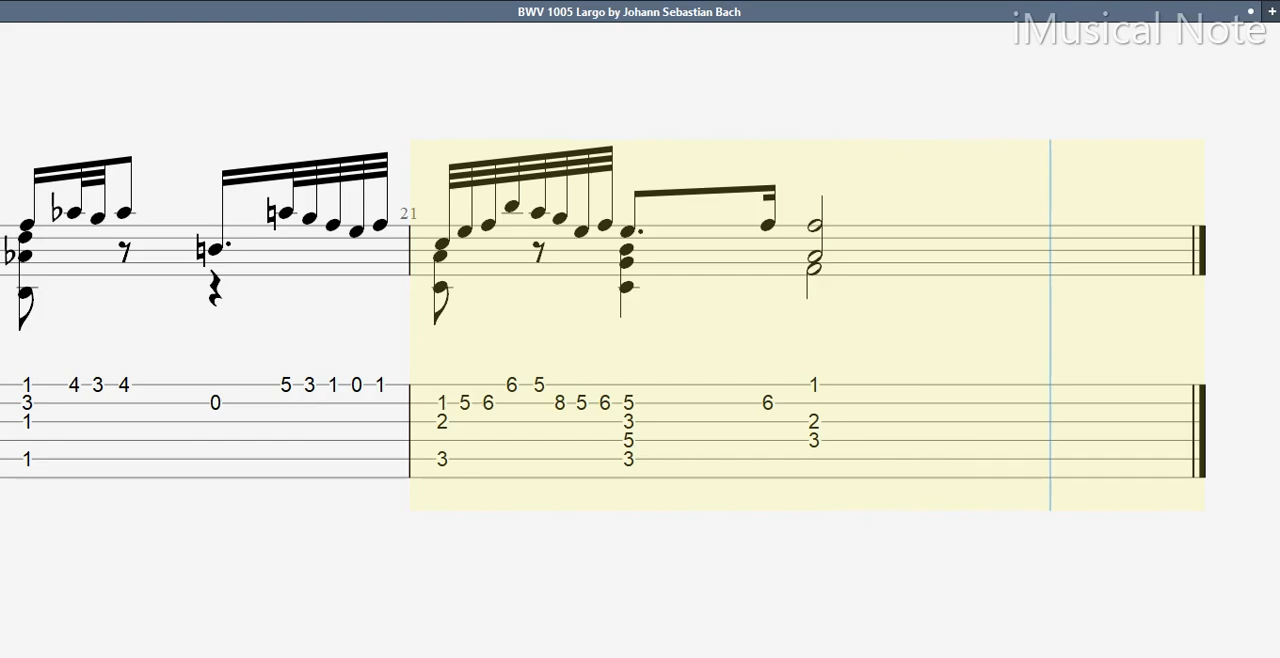 BWV 1005 Largo by Johann Sebastian Bach
iMusical Note
21
1 4 3 4 5 3 1 0 1 6 5 1
3 0 1 5 6 8 5 6 5 6
1 2 3 2
5 3
1 3 3